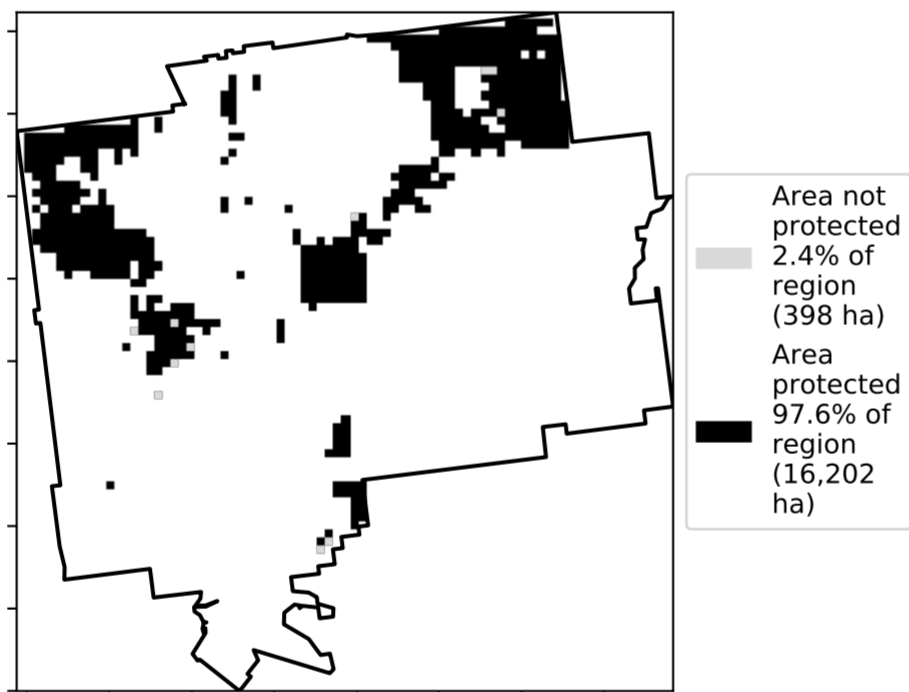 Area not
protected
2.4% of
region
(398 ha)
Area
protected
97.6% of
region
(16,202
ha)